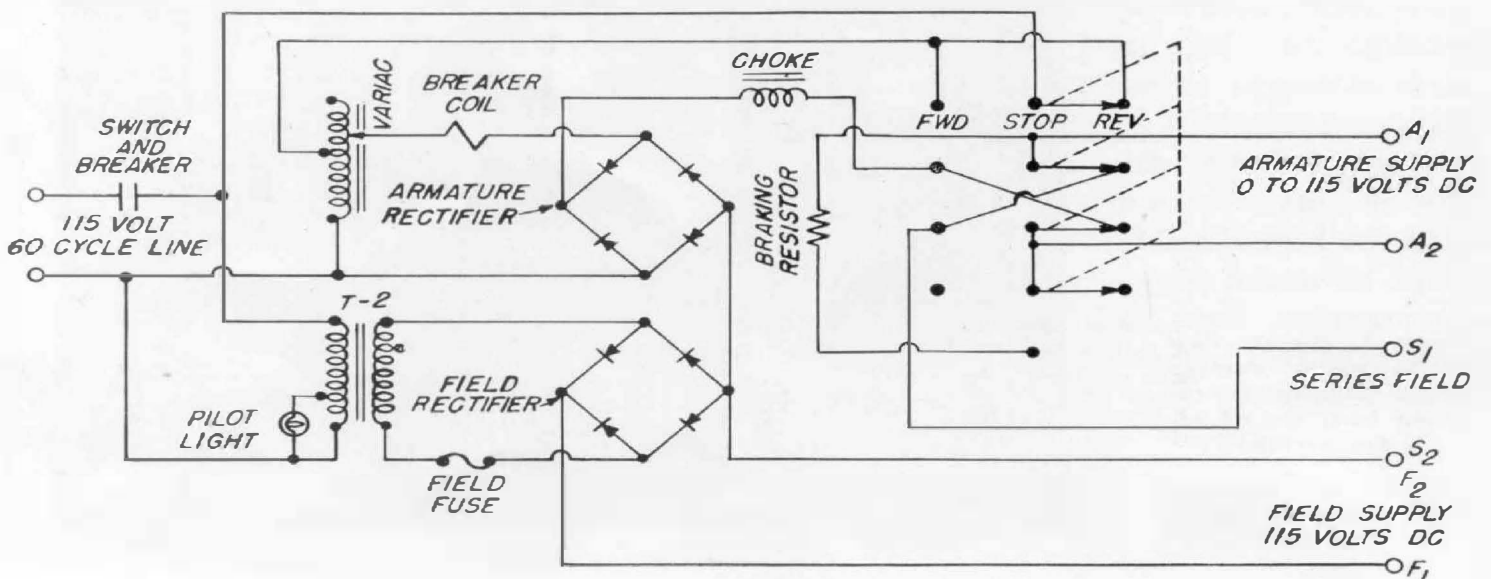 CHOKE
VARIAC
BREAKER
COIL
SWITCH
AND
BREAKER
FWD STOP REV
A1
ARMATURE SUPPLY
0 TO 115 VOLTS DC
ARMATURE
RECTIFIER
115 VOLT
60 CYCLE LINE
BRAKING
RESISTOR
A2
T-2
S1
SERIES FIELD
FIELD
RECTIFIER
PILOT
LIGHT
FIELD
FUSE
S2
F2
FIELD SUPPLY
115 VOLTS DC
F1